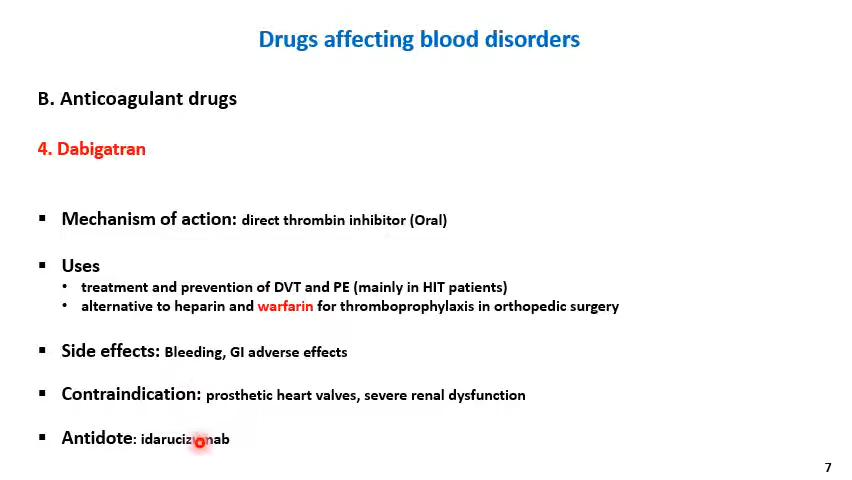 Drugs affecting blood disorders
B. Anticoagulant drugs
4. Dabigatran
▪ Mechanism of action: direct thrombin inhibitor (Oral)
▪ Uses
• treatment and prevention of DVT and PE (mainly in HIT patients)
• alternative to heparin and warfarin for thromboprophylaxis in orthopedic surgery
▪ Side effects: Bleeding, GI adverse effects
▪ Contraindication: prosthetic heart valves, severe renal dysfunction
▪ Antidote: idarucizumab
7